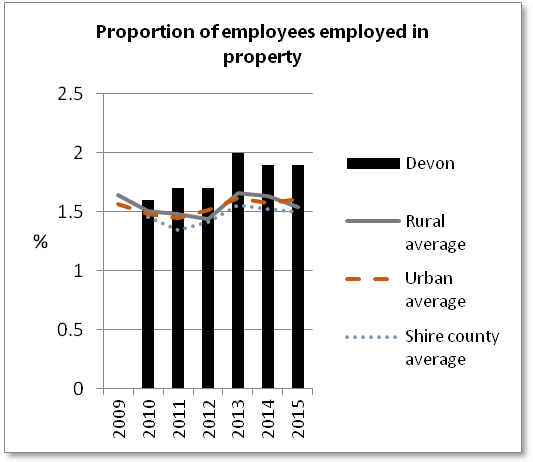 Proportion of employees employed in
property
2.5
2
1.5
1
0.5
0
%
2009
2010
2011
2012
2013
2014
2015
Devon
Rural
average
Urban
average
Shire county
average